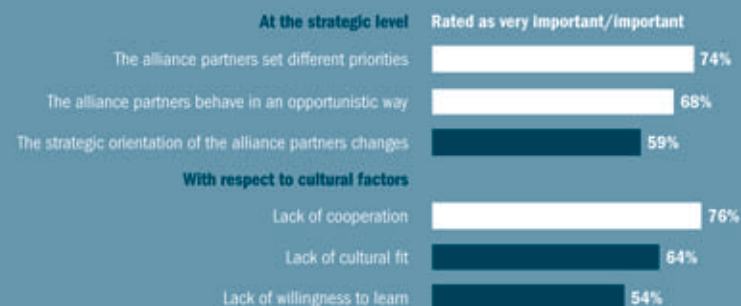 At the strategic level Rated as very important/important
The alliance partners set different priorities 74%
The alliance partners behave in an opportunistic way 68%
The strategic orientation of the alliance partners changes 59%
With respect to cultural factors
Lack of cooperation 76%
Lack of cultural fit 64%
Lack of willingness to learn 54%